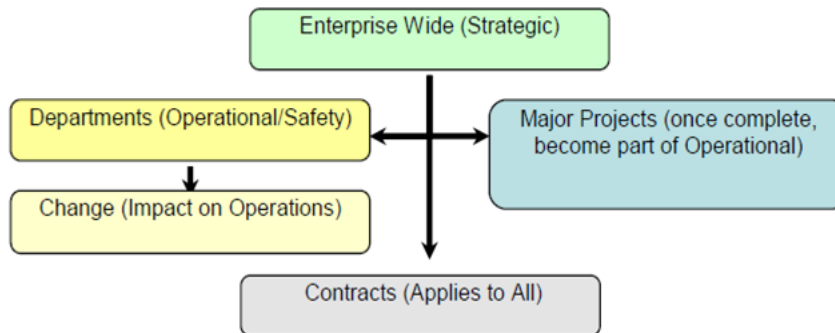 Enterprise Wide (Strategic)
Departments (Operational/Safety)
Major Projects (once complete,
become part of Operational)
Change (Impact on Operations)
Contracts (Applies to All)